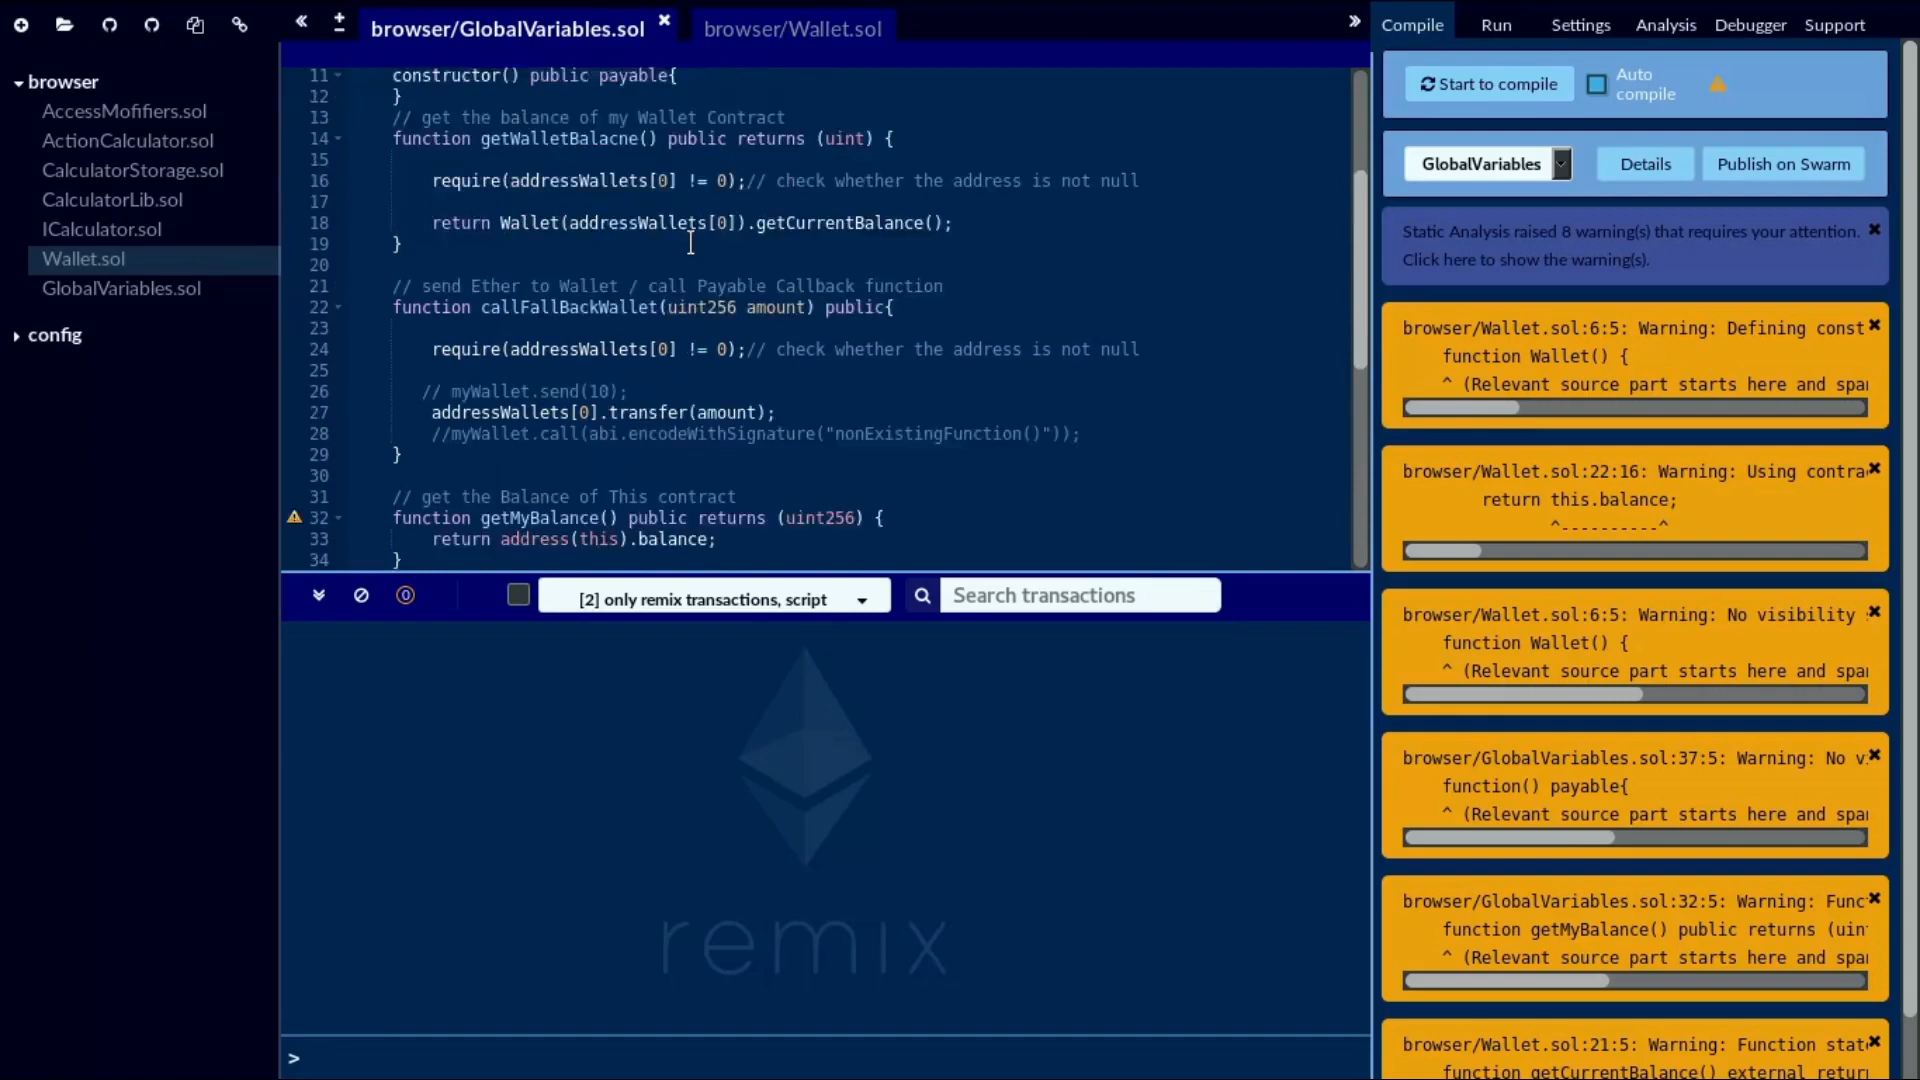 browser/GlobalVariables.sol
browser/Wallet.sol
Compile Run Settings Analysis Debugger Support
browser
AccessMofifiers.sol
ActionCalculator.sol
CalculatorStorage.sol
CalculatorLib.sol
ICalculator.sol
Wallet.sol
GlobalVariables.sol
config
11 constructor() public payable{
12 }
13 // get the balance of my Wallet Contract
14 function getWalletBalacne() public returns (uint) {
15
16 require(addressWallets[0] != 0);// check whether the address is not null
17
18 return Wallet(addressWallets[0]).getCurrentBalance();
19 }
20
21 // send Ether to Wallet / call Payable Callback function
22 function callFallBackWallet(uint256 amount) public{
23
24 require(addressWallets[0] != 0);// check whether the address is not null
25
26 // myWallet.send(10);
27 addressWallets[0].transfer(amount);
28 //myWallet.call(abi.encodeWithSignature("nonExistingFunction()"));
29 }
30
31 // get the Balance of This contract
32 function getMyBalance() public returns (uint256) {
33 return address(this).balance;
34 }
0
[2] only remix transactions, script
Search transactions
remix
>
Start to compile
Auto
compile
GlobalVariables
Details
Publish on Swarm
Static Analysis raised 8 warning(s) that requires your attention.
Click here to show the warning(s).
browser/Wallet.sol:6:5: Warning: Defining const
function Wallet() {
^ (Relevant source part starts here and spa
browser/Wallet.sol:22:16: Warning: Using contra
return this.balance;
^----------^
browser/Wallet.sol:6:5: Warning: No visibility
function Wallet() {
^ (Relevant source part starts here and spa
browser/GlobalVariables.sol:37:5: Warning: No v
function() payable{
^ (Relevant source part starts here and spa
browser/GlobalVariables.sol:32:5: Warning: Func
function getMyBalance() public returns (uin
^ (Relevant source part starts here and spa
browser/Wallet.sol:21:5: Warning: Function stat
function getCurrentBalance() external retur